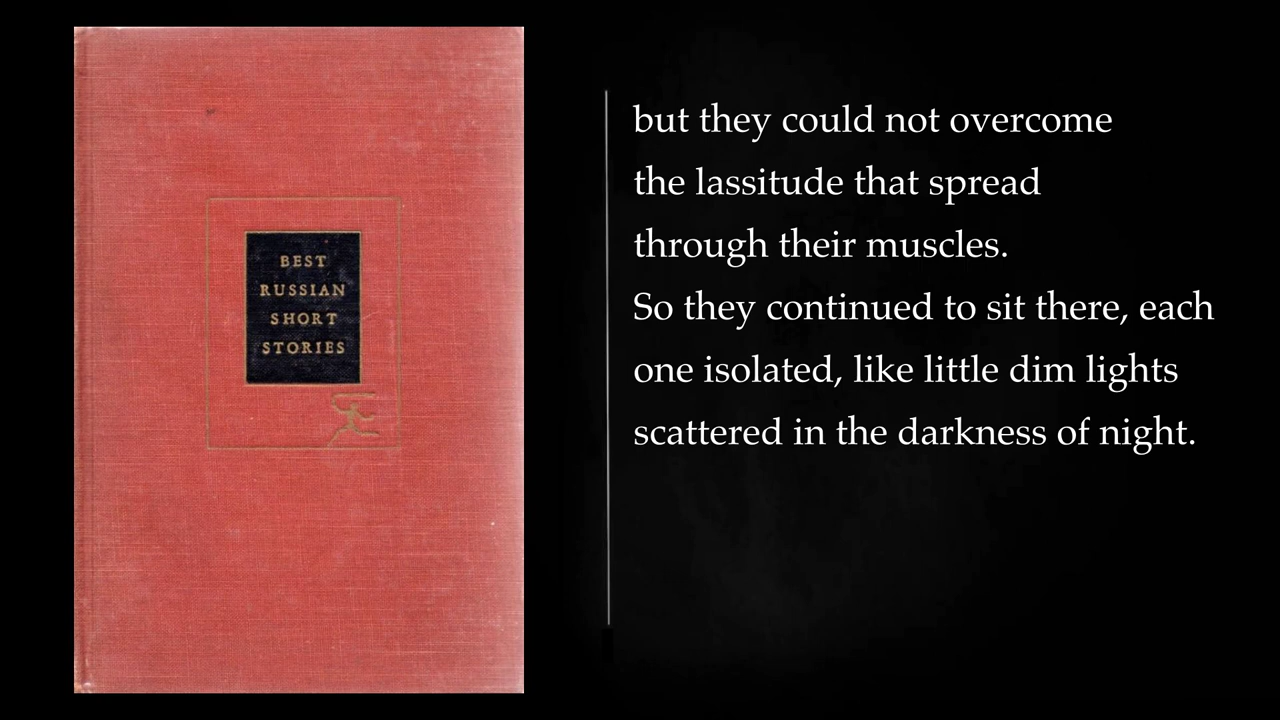 BEST
RUSSIAN
SHORT
STORIES
but they could not overcome
the lassitude that spread
through their muscles.
So they continued to sit there, each
one isolated, like little dim lights
scattered in the darkness of night.